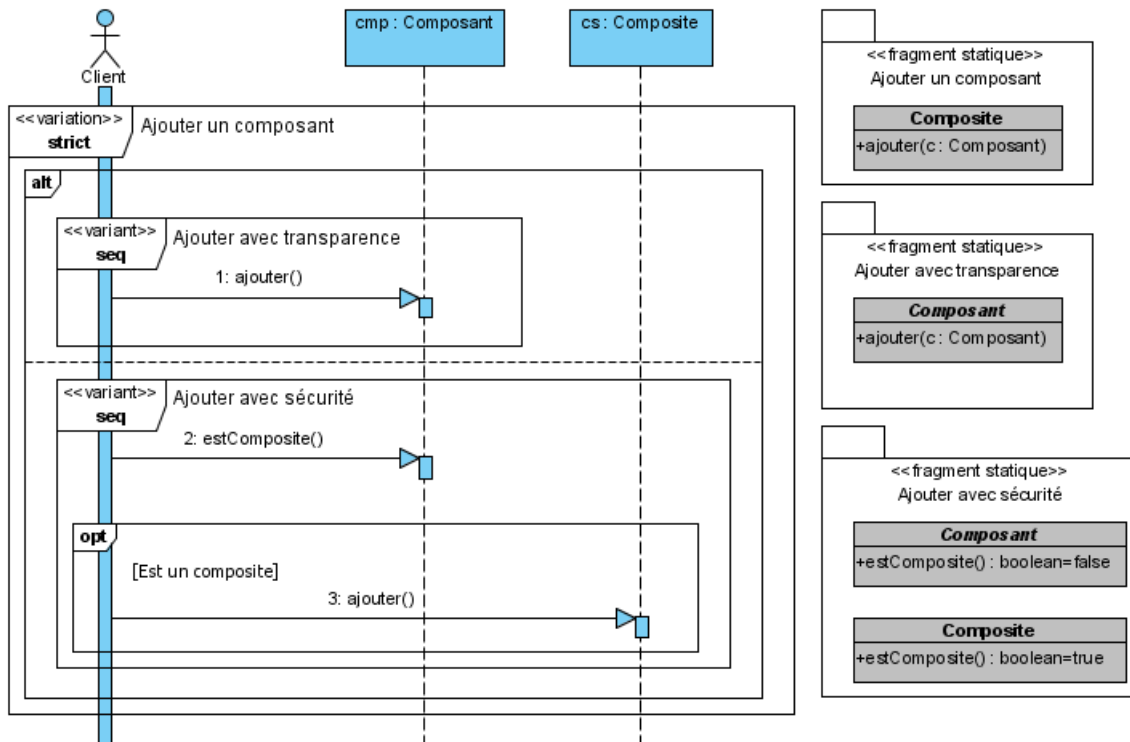 Client
cmp : Composant
cs : Composite
<<variation>>
strict
Ajouter un composant
alt
<<variant>>
seq
Ajouter avec transparence
1: ajouter()
<<variant>>
seq
Ajouter avec sécurité
2: estComposite()
opt
[Est un composite]
3: ajouter()
<<fragment statique>>
Ajouter un composant
Composite
+ajouter(c : Composant)
<<fragment statique>>
Ajouter avec transparence
Composant
+ajouter(c : Composant)
<<fragment statique>>
Ajouter avec sécurité
Composant
+estComposite() : boolean=false
Composite
+estComposite() : boolean=true